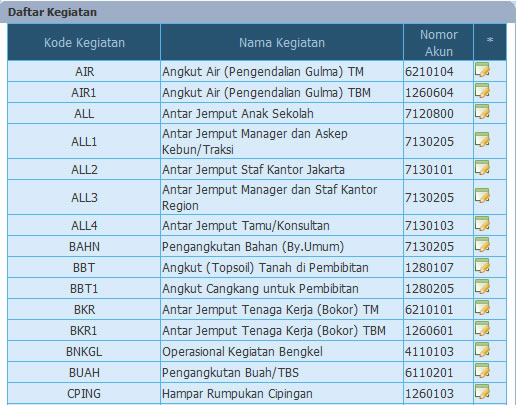 Daftar Kegiatan
Kode Kegiatan Nama Kegiatan Nomor Akun *
AIR Angkut Air (Pengendalian Gulma) TM 6210104
AIR1 Angkut Air (Pengendalian Gulma) TBM 1260604
ALL Antar Jemput Anak Sekolah 7120800
ALL1 Antar Jemput Manager dan Askep Kebun/Traksi 7130205
ALL2 Antar Jemput Staf Kantor Jakarta 7130101
ALL3 Antar Jemput Manager dan Staf Kantor Region 7130205
ALL4 Antar Jemput Tamu/Konsultan 7130103
BAHN Pengangkutan Bahan (By.Umum) 7130205
BBT Angkut (Topsoil) Tanah di Pembibitan 1280107
BBT1 Angkut Cangkang untuk Pembibitan 1280205
BKR Antar Jemput Tenaga Kerja (Bokor) TM 6210101
BKR1 Antar Jemput Tenaga Kerja (Bokor) TBM 1260601
BNKGL Operasional Kegiatan Bengkel 4110103
BUAH Pengangkutan Buah/TBS 6110201
CPING Hampar Rumpukan Cipingan 1260103